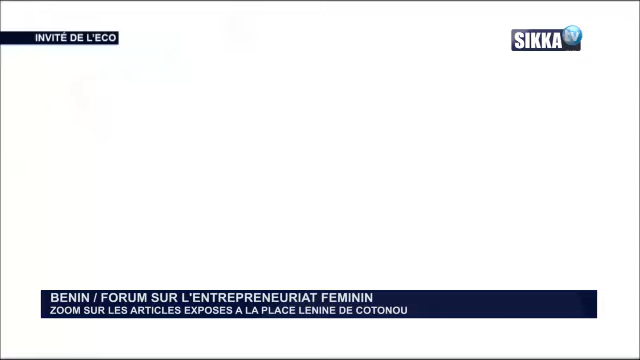 INVITÉ DE L'ECO
SIKKA TV
BENIN / FORUM SUR L'ENTREPRENEURIAT FEMININ
ZOOM SUR LES ARTICLES EXPOSES A LA PLACE LENINE DE COTONOU